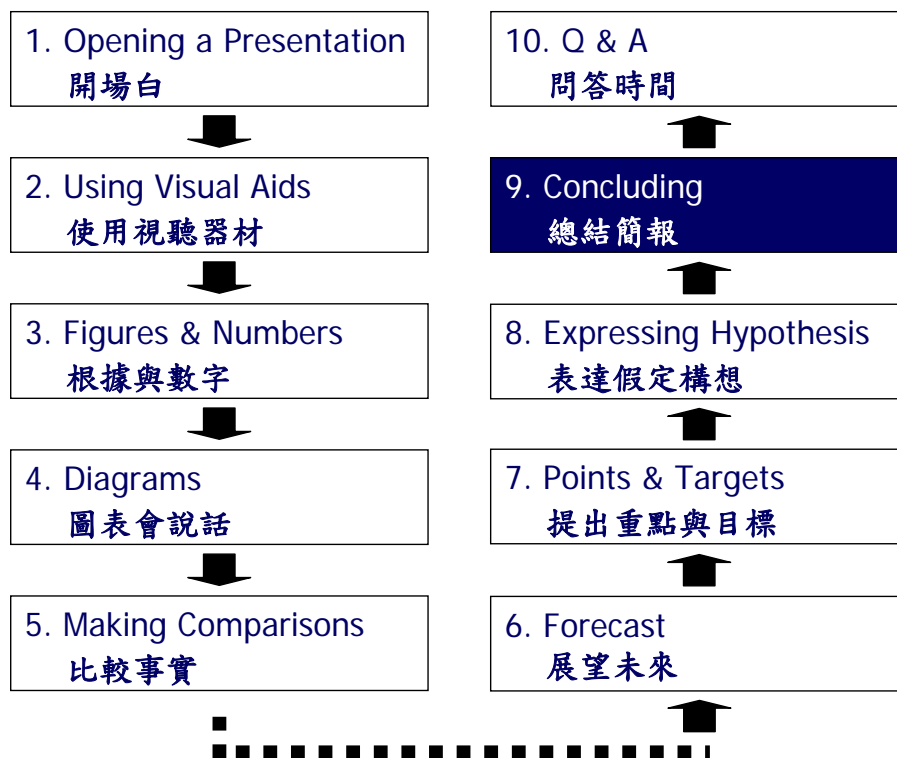 1. Opening a Presentation
開場白
2. Using Visual Aids
使用視聽器材
3. Figures & Numbers
根據與數字
4. Diagrams
圖表會說話
5. Making Comparisons
比較事實
6. Forecast
展望未來
7. Points & Targets
提出重點與目標
8. Expressing Hypothesis
表達假定構想
9. Concluding
總結簡報
10. Q & A
問答時間